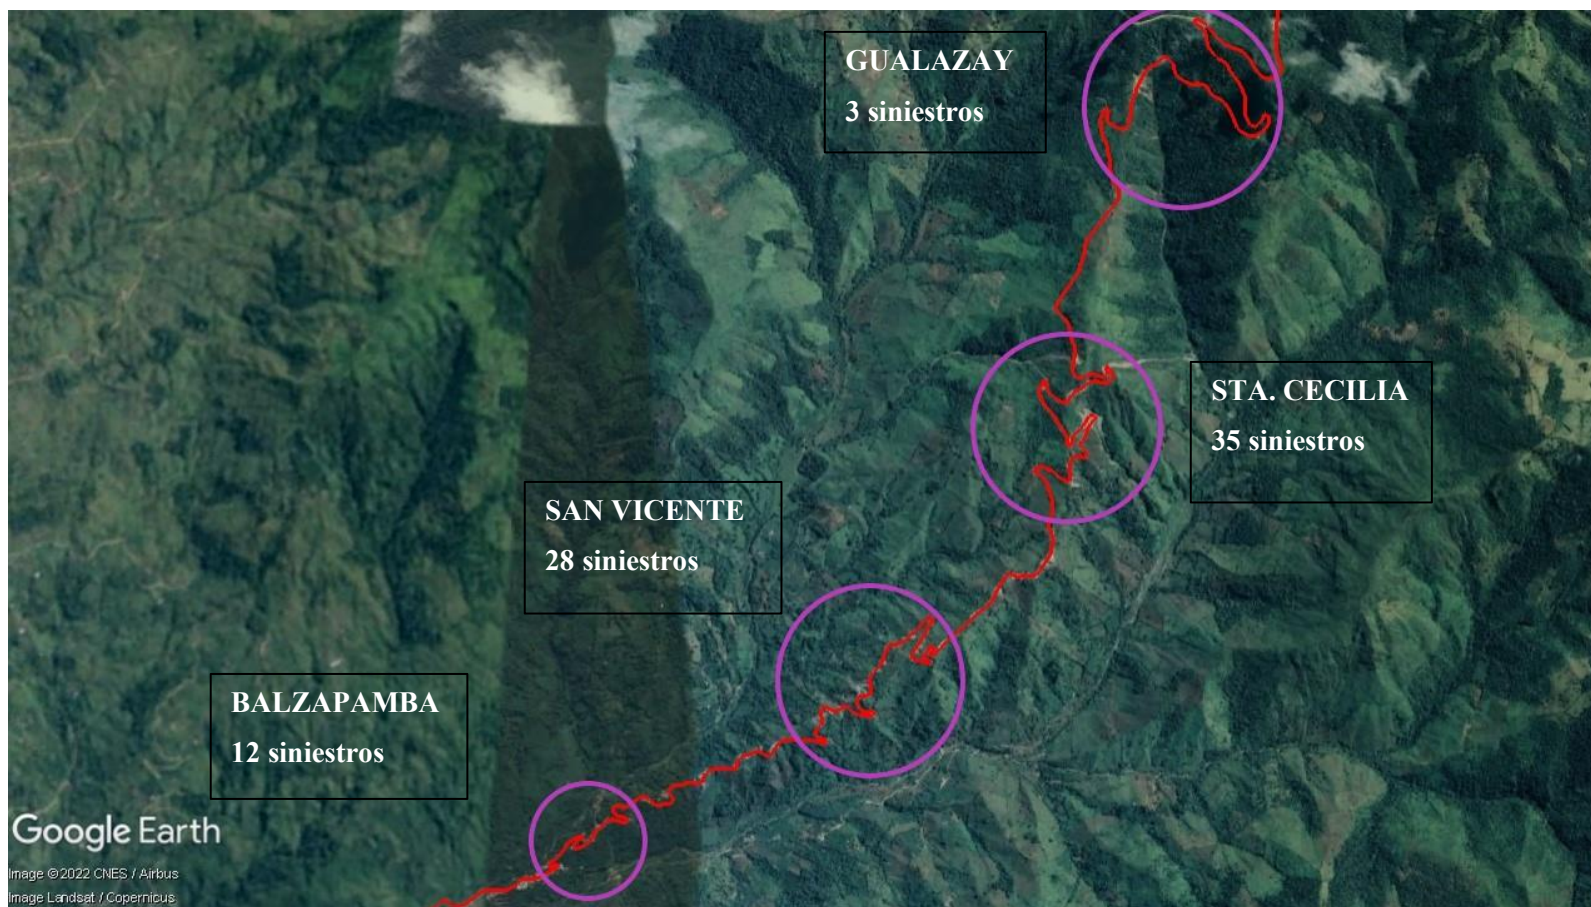 GUALAZAY
3 siniestros
STA. CECILIA
35 siniestros
SAN VICENTE
28 siniestros
BALZAPAMBA
12 siniestros
Google Earth
Image ©2022 CNES / Airbus
Image Landsat / Copernicus